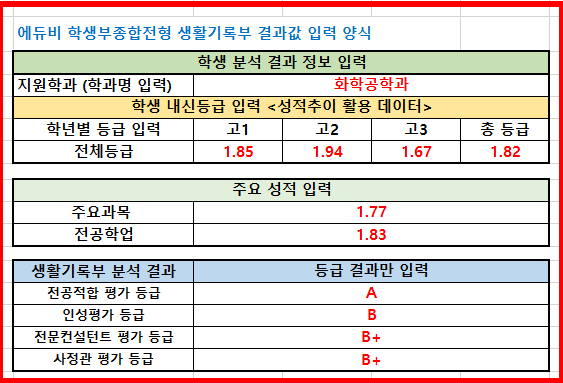 에듀비 학생부종합전형 생활기록부 결과값 입력 양식
학생 분석 결과 정보 입력
지원학과 (학과명 입력) 화학공학과
학생 내신등급 입력 <성적추이 활용 데이터>
학년별 등급 입력 고1 고2 고3 총 등급
전체등급 1.85 1.94 1.67 1.82
주요 성적 입력
주요과목 1.77
전공학업 1.83
생활기록부 분석 결과 등급 결과만 입력
전공적합 평가 등급 A
인성평가 등급 B
전문컨설턴트 평가 등급 B+
사정관 평가 등급 B+